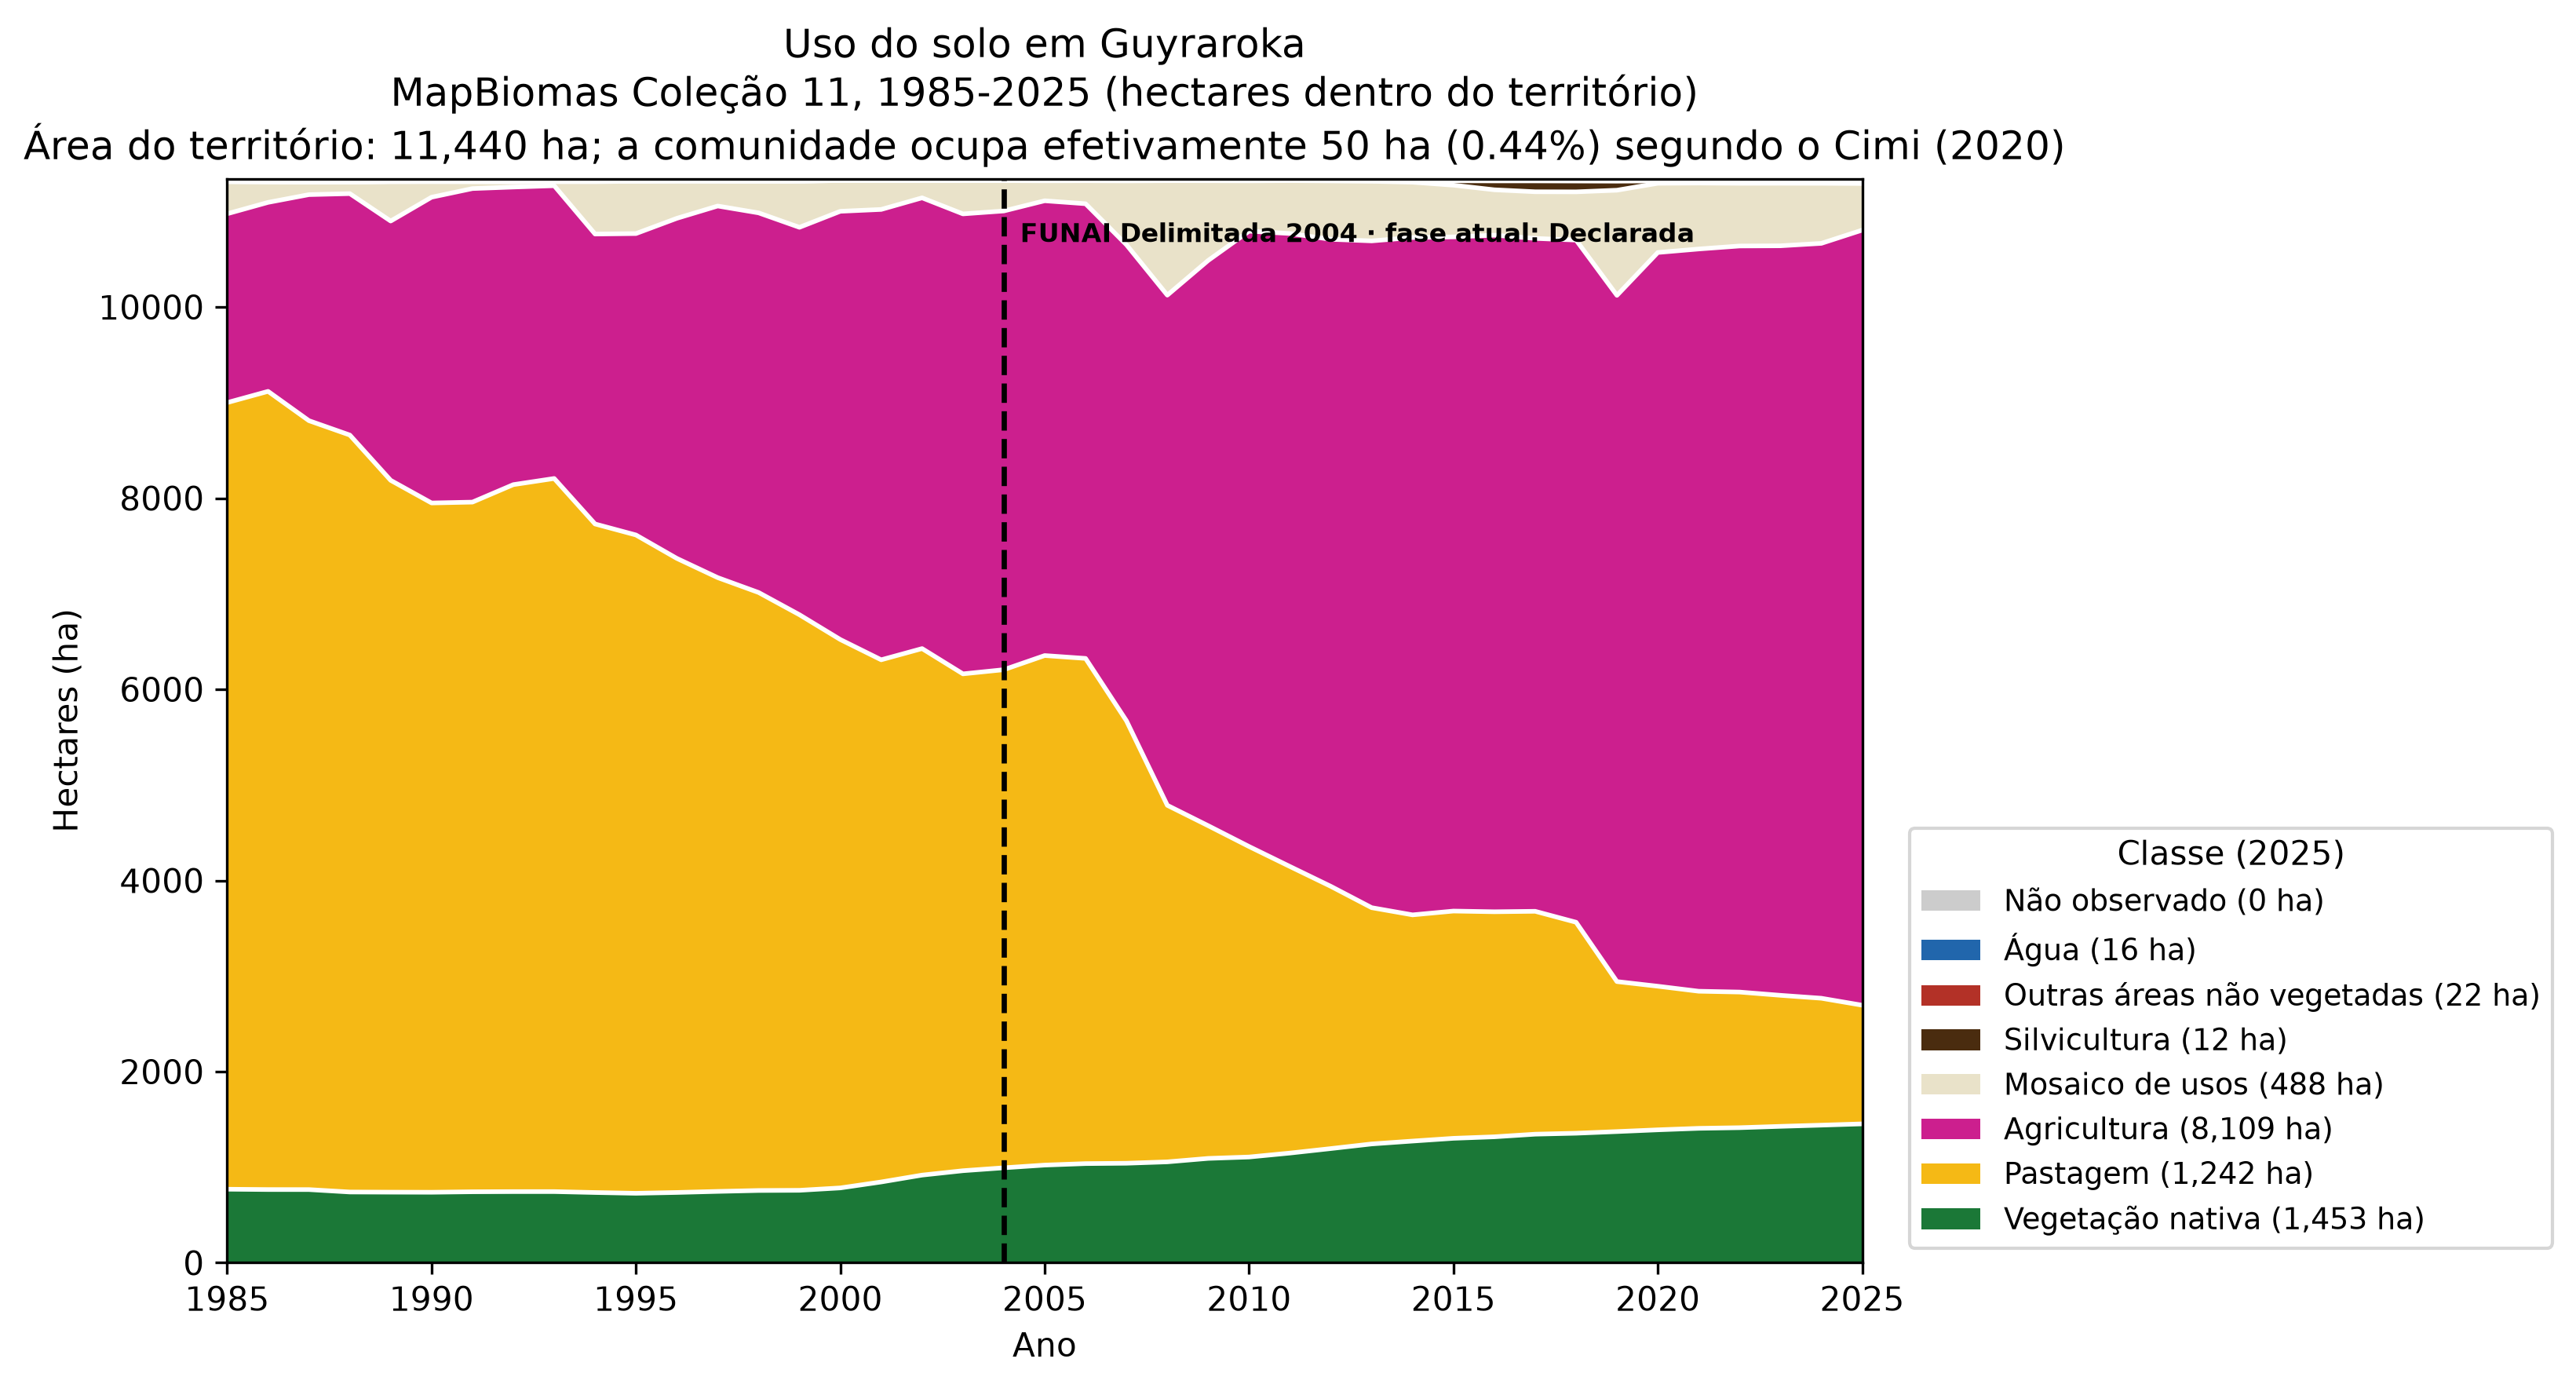 Uso do solo em Guyraroka
MapBiomas Coleção 11, 1985-2025 (hectares dentro do território)
Área do território: 11,440 ha; a comunidade ocupa efetivamente 50 ha (0.44%) segundo o Cimi (2020)
FUNAI Delimitada 2004 · fase atual: Declarada
Hectares (ha)
10000
8000
6000
4000
2000
0
1985 1990 1995 2000 2005 2010 2015 2020 2025
Ano
Classe (2025)
Não observado (0 ha)
Água (16 ha)
Outras áreas não vegetadas (22 ha)
Silvicultura (12 ha)
Mosaico de usos (488 ha)
Agricultura (8,109 ha)
Pastagem (1,242 ha)
Vegetação nativa (1,453 ha)